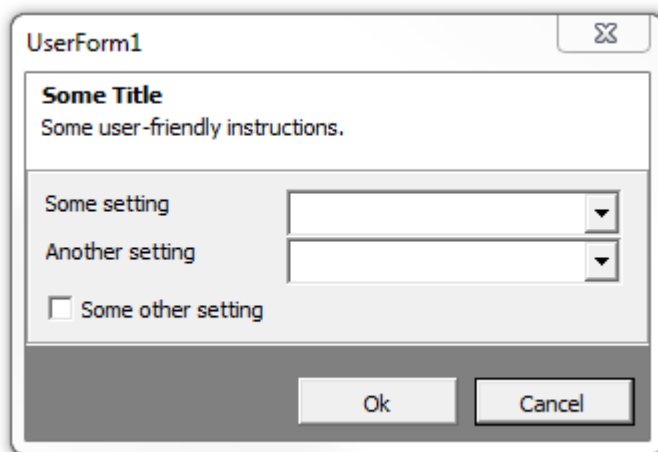 UserForm1
Some Title
Some user-friendly instructions.
Some setting
Another setting
Some other setting
Ok Cancel